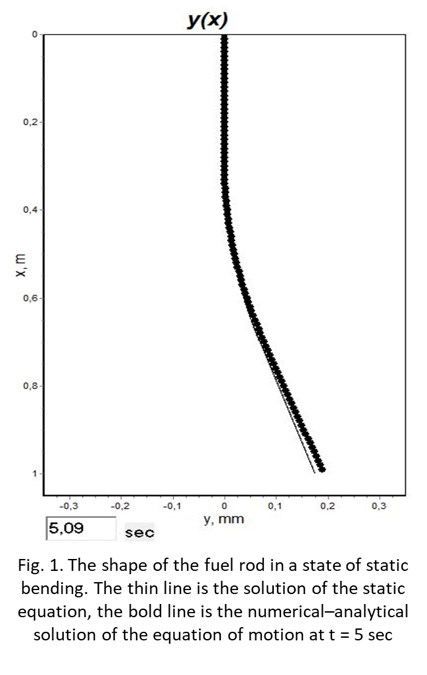 y(x)
0
0,2
0,4
x, m
0,6
0,8
1
-0,3 -0,2 -0,1 0 0,1 0,2 0,3
y, mm
5,09 sec
Fig. 1. The shape of the fuel rod in a state of static
bending. The thin line is the solution of the static
equation, the bold line is the numerical–analytical
solution of the equation of motion at t = 5 sec